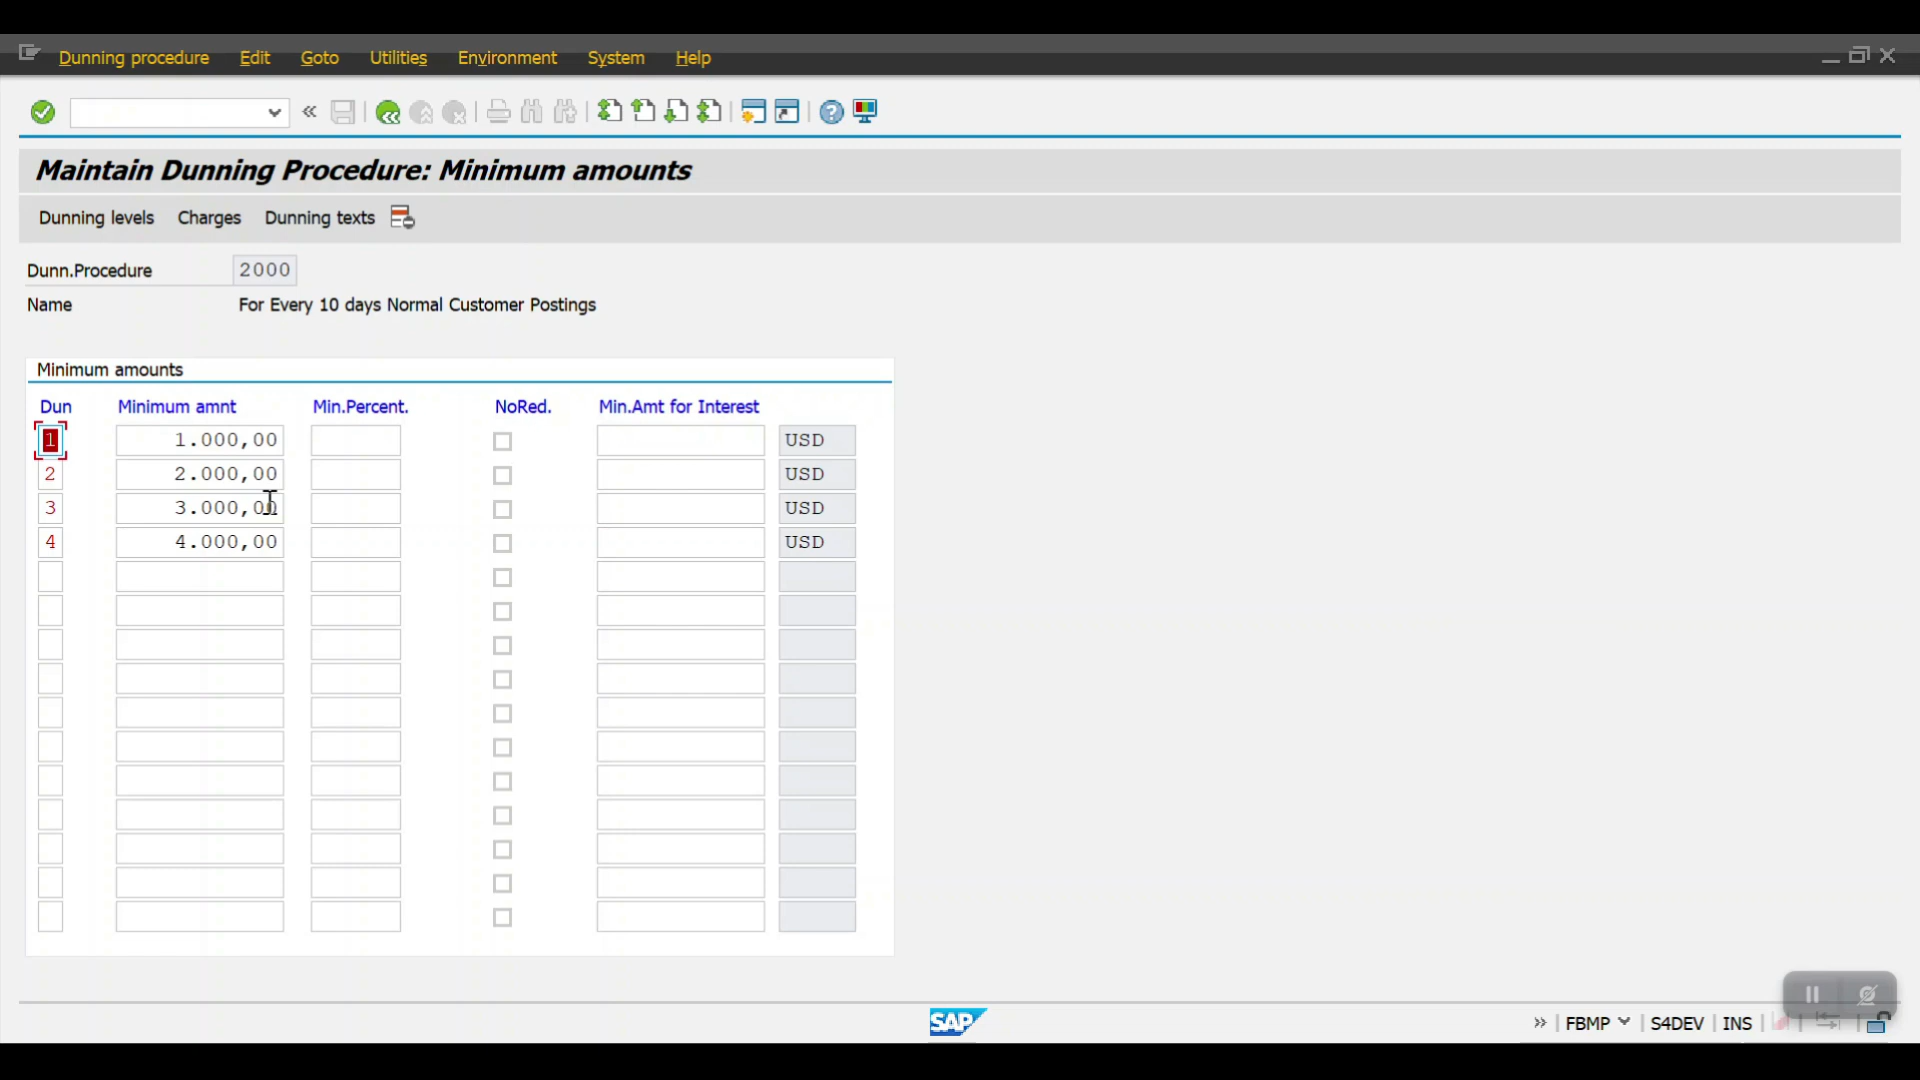 Dunning procedure Edit Goto Utilities Environment System Help
Maintain Dunning Procedure: Minimum amounts
Dunning levels Charges Dunning texts
Dunn.Procedure 2000
Name For Every 10 days Normal Customer Postings
Minimum amounts
Dun Minimum amnt Min.Percent. NoRed. Min.Amt for Interest
1 1.000,00 USD
2 2.000,00 USD
3 3.000,00 USD
4 4.000,00 USD
SAP FBMP S4DEV INS